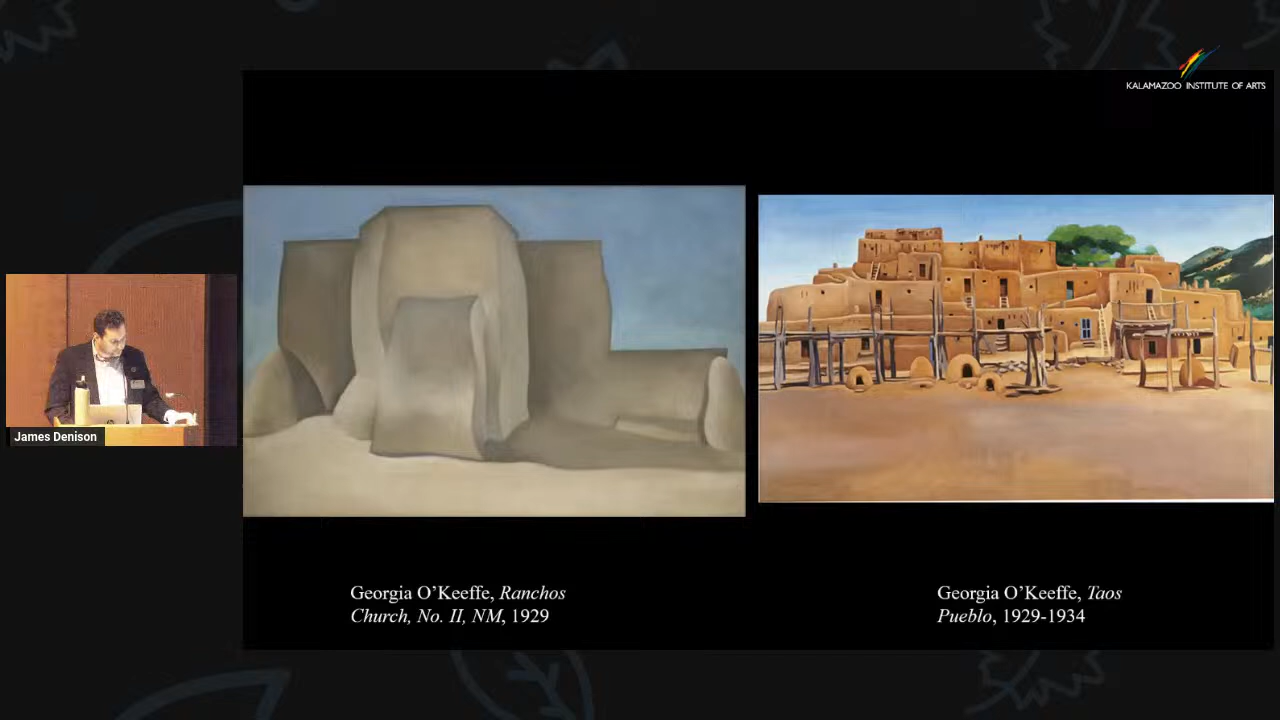 KALAMAZOO INSTITUTE OF ARTS
James Denison
Georgia O’Keeffe, Ranchos
Church, No. II, NM, 1929
Georgia O’Keeffe, Taos
Pueblo, 1929-1934